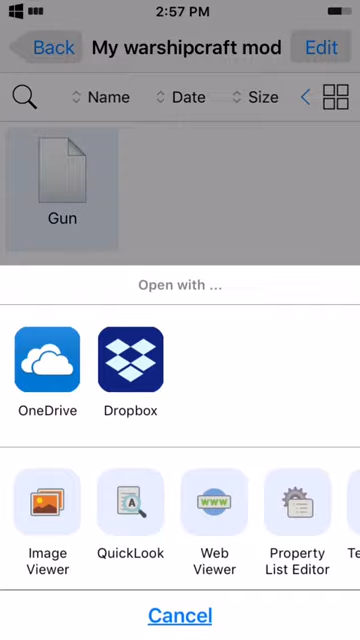 2:57 PM
Back My warshipcraft mod Edit
Name Date Size
Gun
Open with ...
OneDrive Dropbox
A WWW
Image Viewer QuickLook Web Viewer Property List Editor Te
Cancel